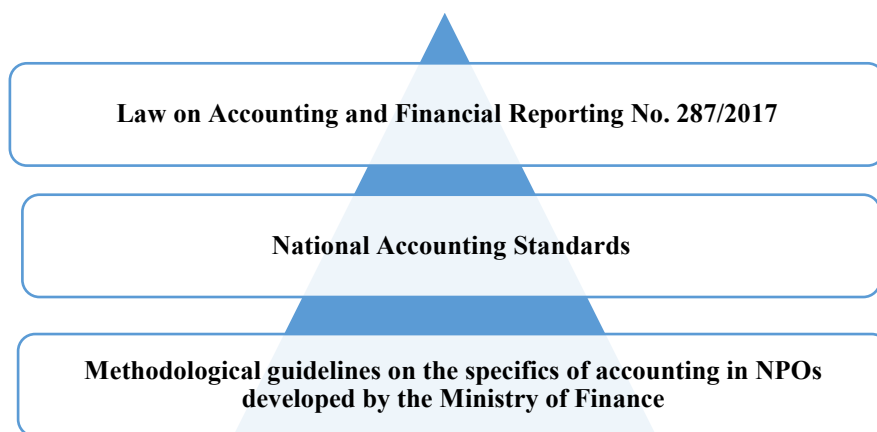 Law on Accounting and Financial Reporting No. 287/2017
National Accounting Standards
Methodological guidelines on the specifics of accounting in NPOs
developed by the Ministry of Finance